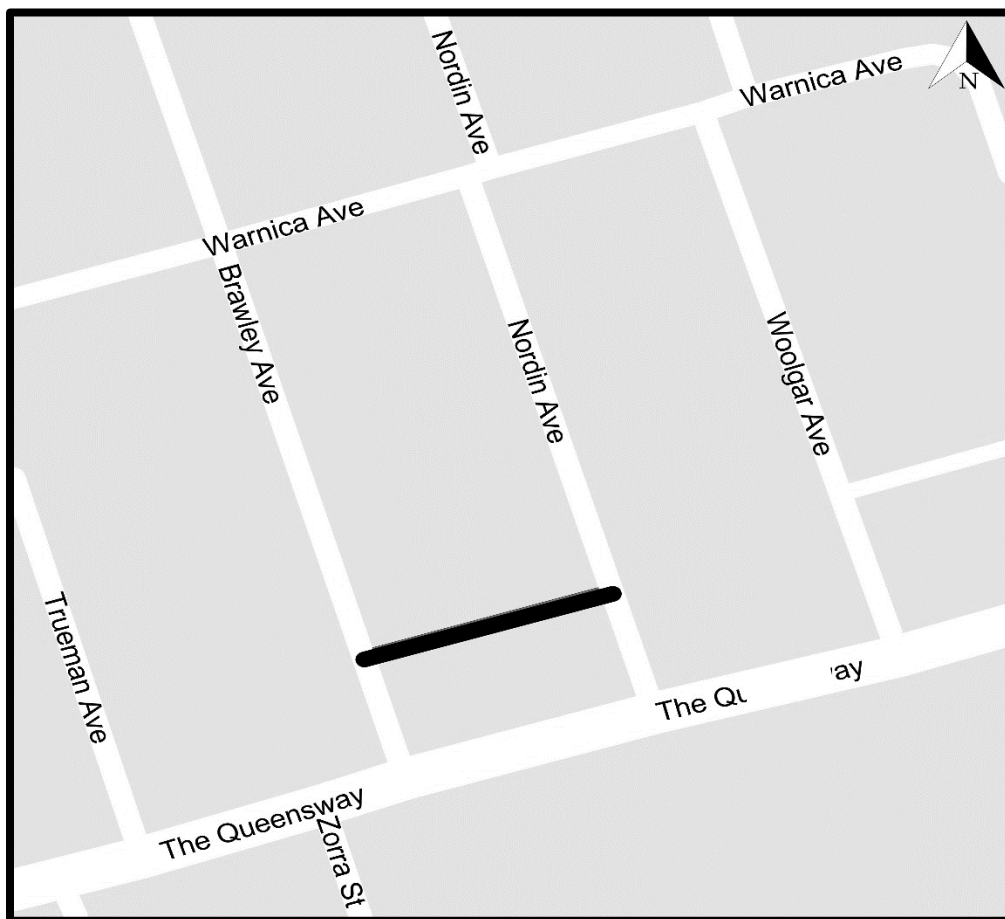 Nordin Ave
Warnica Ave
N
Warnica Ave
Brawley Ave
Nordin Ave
Woolgar Ave
Trueman Ave
The Qu
ay
The Queensway
Zorra St